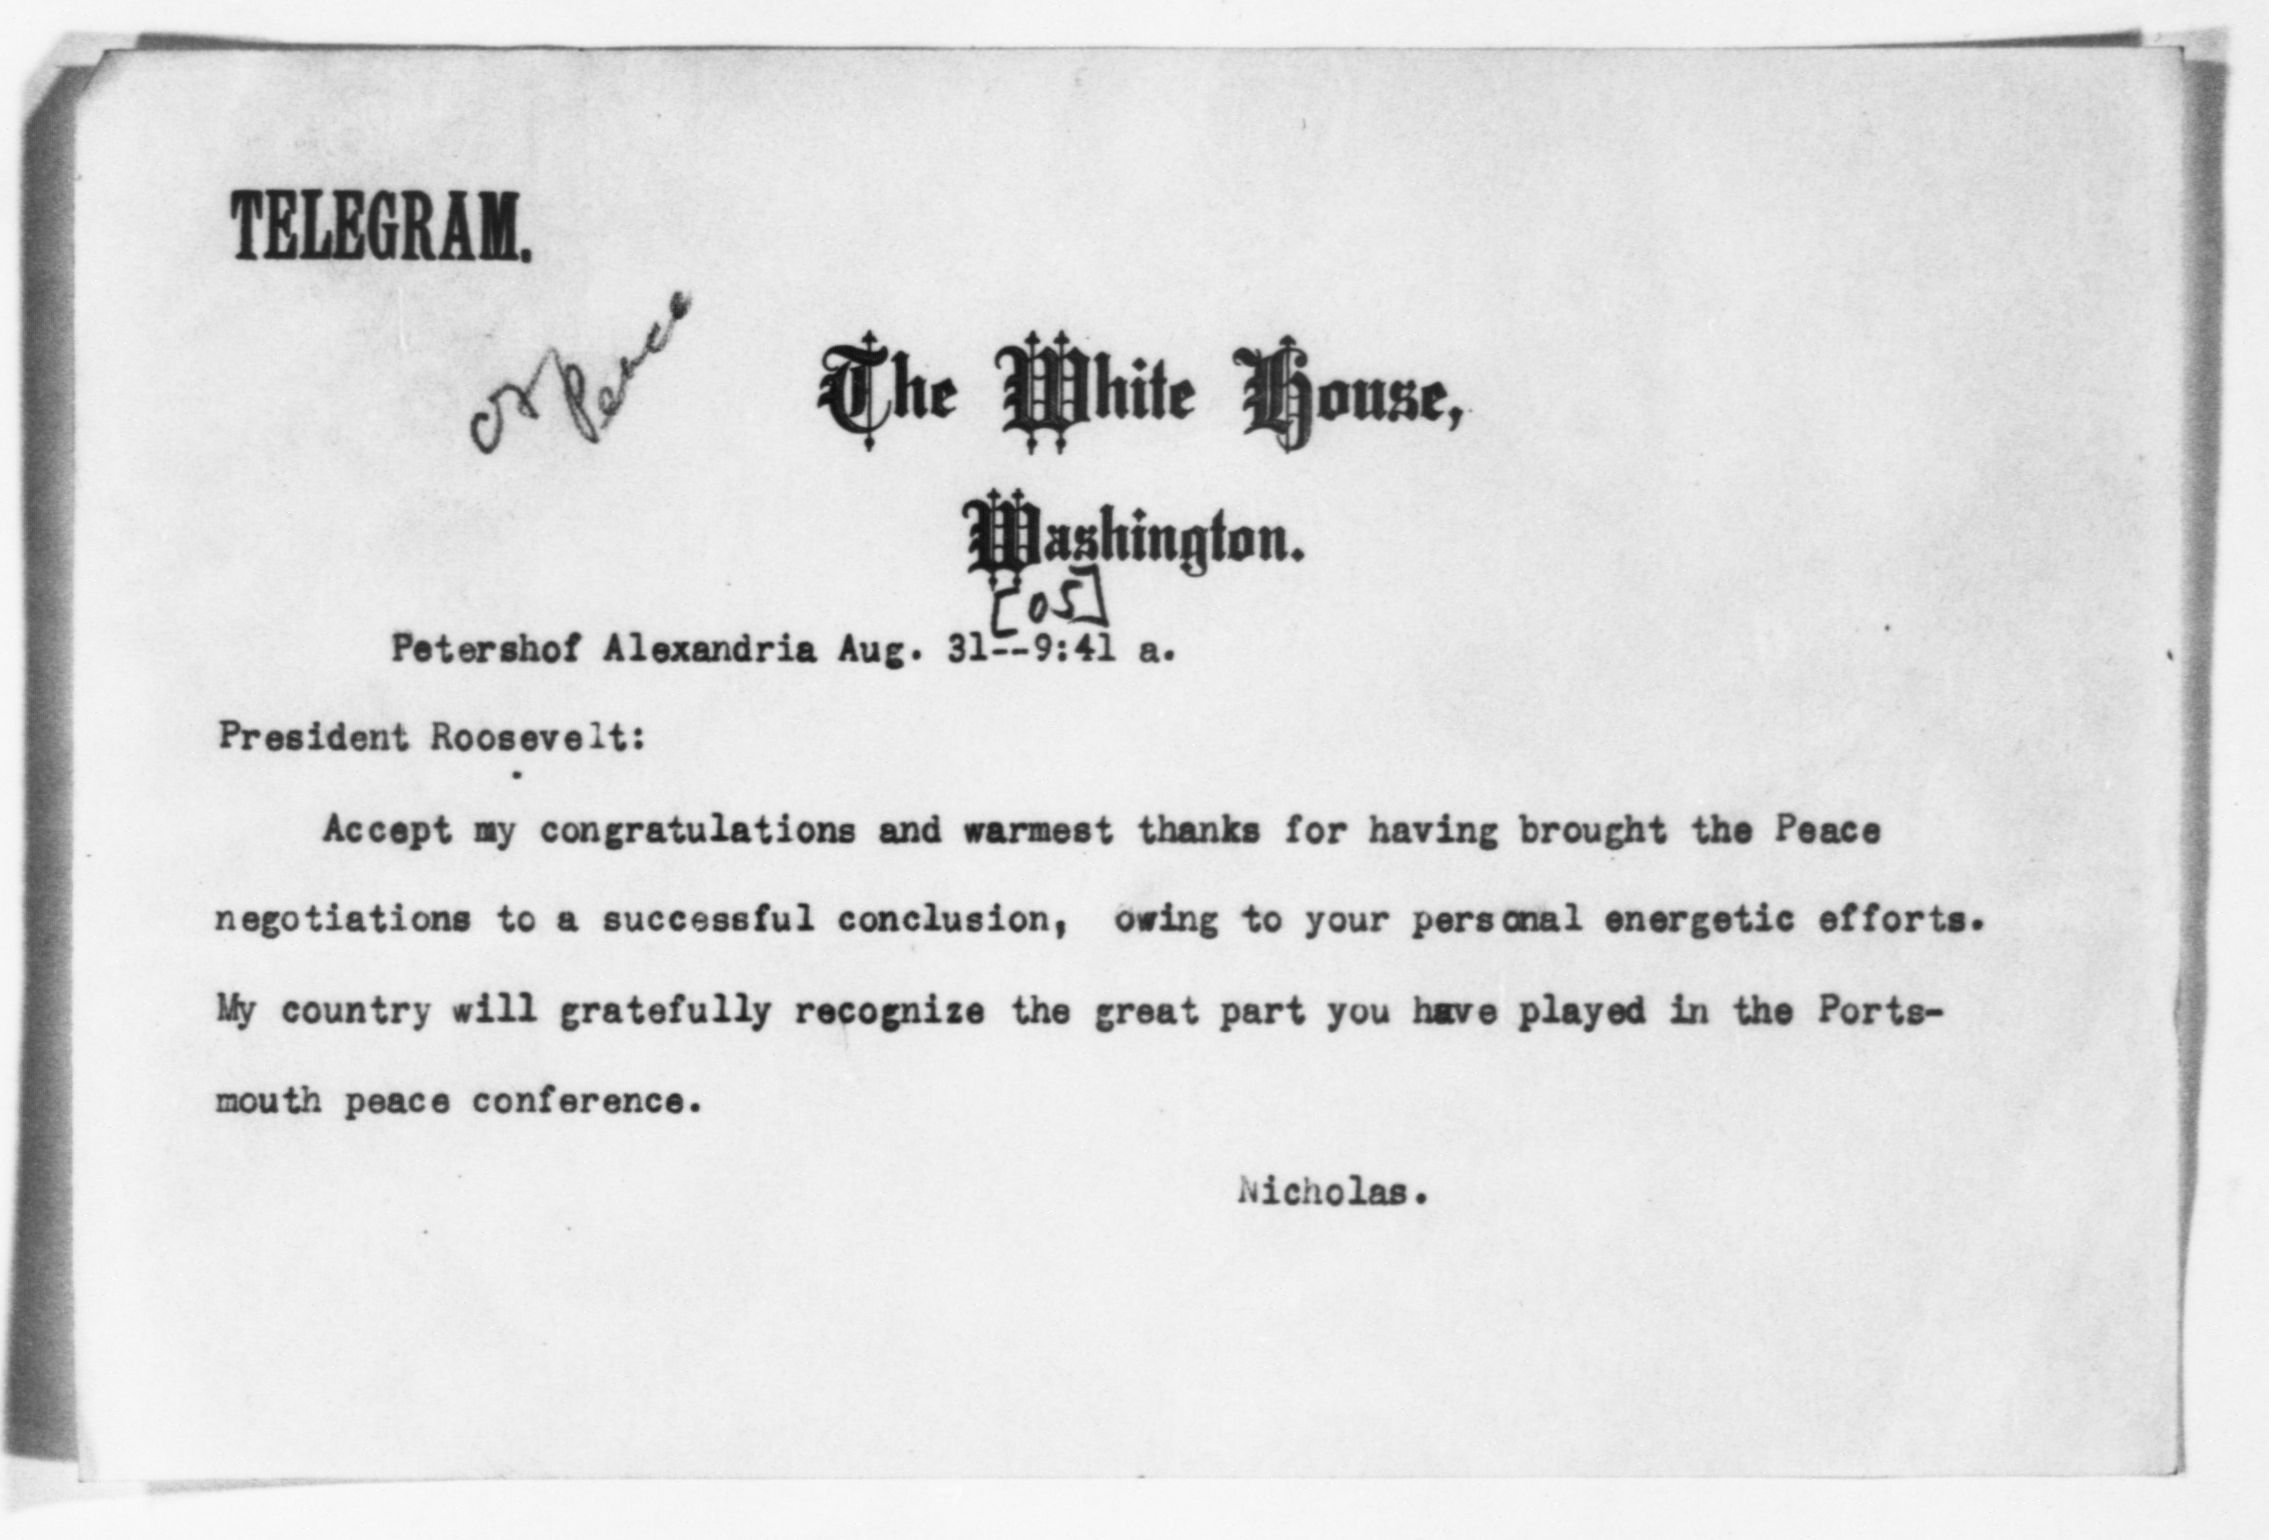 TELEGRAM.
Peace
The White House,
Washington.
[05]
Petershof Alexandria Aug. 31--9:41 a.
President Roosevelt:
Accept my congratulations and warmest thanks for having brought the Peace
negotiations to a successful conclusion, owing to your personal energetic efforts.
My country will gratefully recognize the great part you have played in the Ports-
mouth peace conference.
Nicholas.